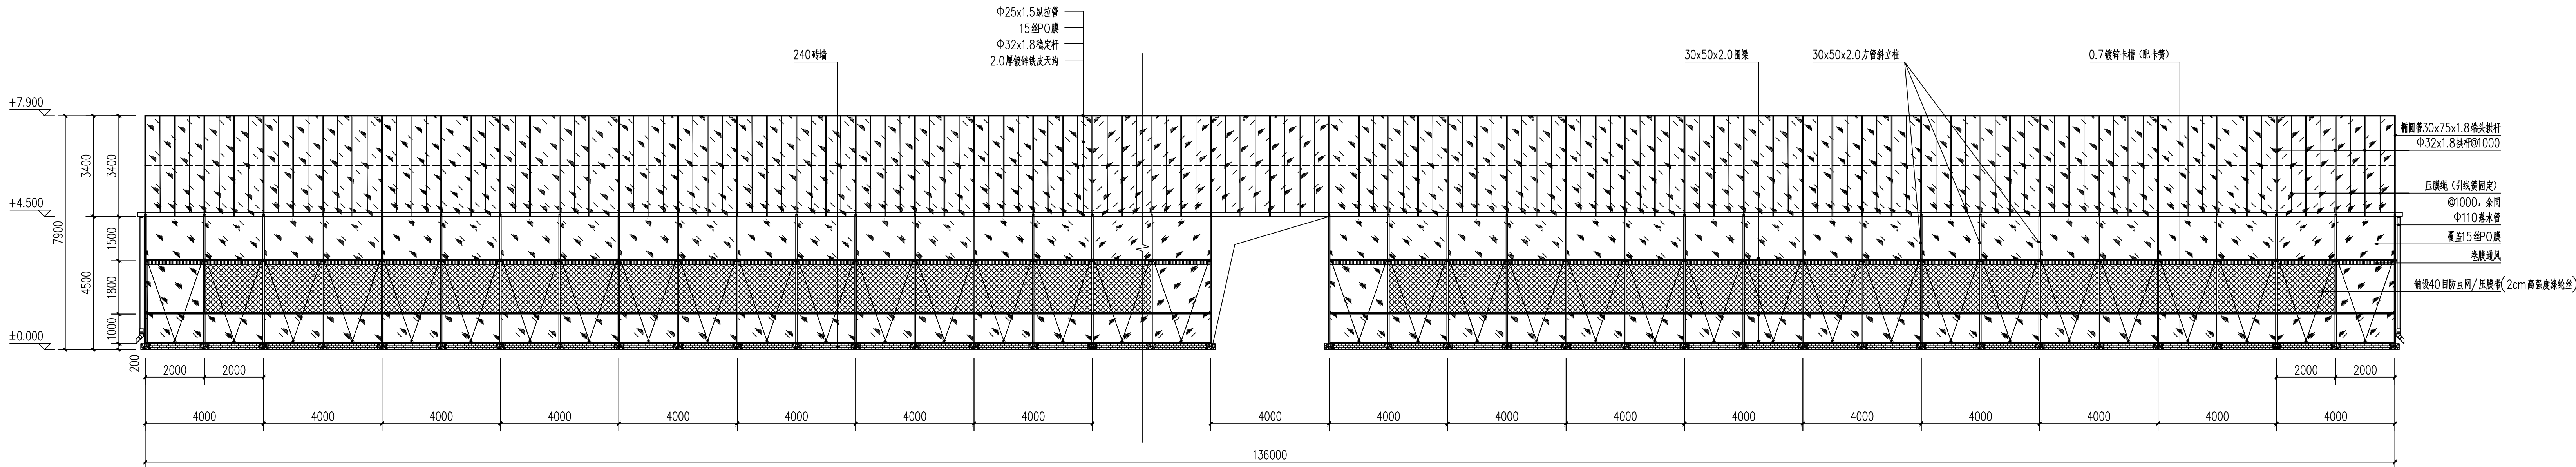 Φ25x1.5纵拉管
15丝PO膜
Φ32x1.8稳定杆
2.0厚镀锌铁皮天沟
240砖墙
30x50x2.0围梁
30x50x2.0方管斜立柱
0.7镀锌卡槽（配卡簧）
+7.900
+4.500
±0.000
7900
3400
4500
3400
1500
1800
1000
200
椭圆管30x75x1.8端头拱杆
Φ32x1.8拱杆@1000
压膜绳（引线簧固定）
@1000，余同
Φ110落水管
覆盖15丝PO膜
卷膜通风
铺设40目防虫网/压膜带(2cm高强度涤纶丝)
2000 2000 2000 2000
4000 4000 4000 4000 4000 4000 4000 4000 4000 4000 4000 4000 4000 4000 4000 4000 4000 4000
136000